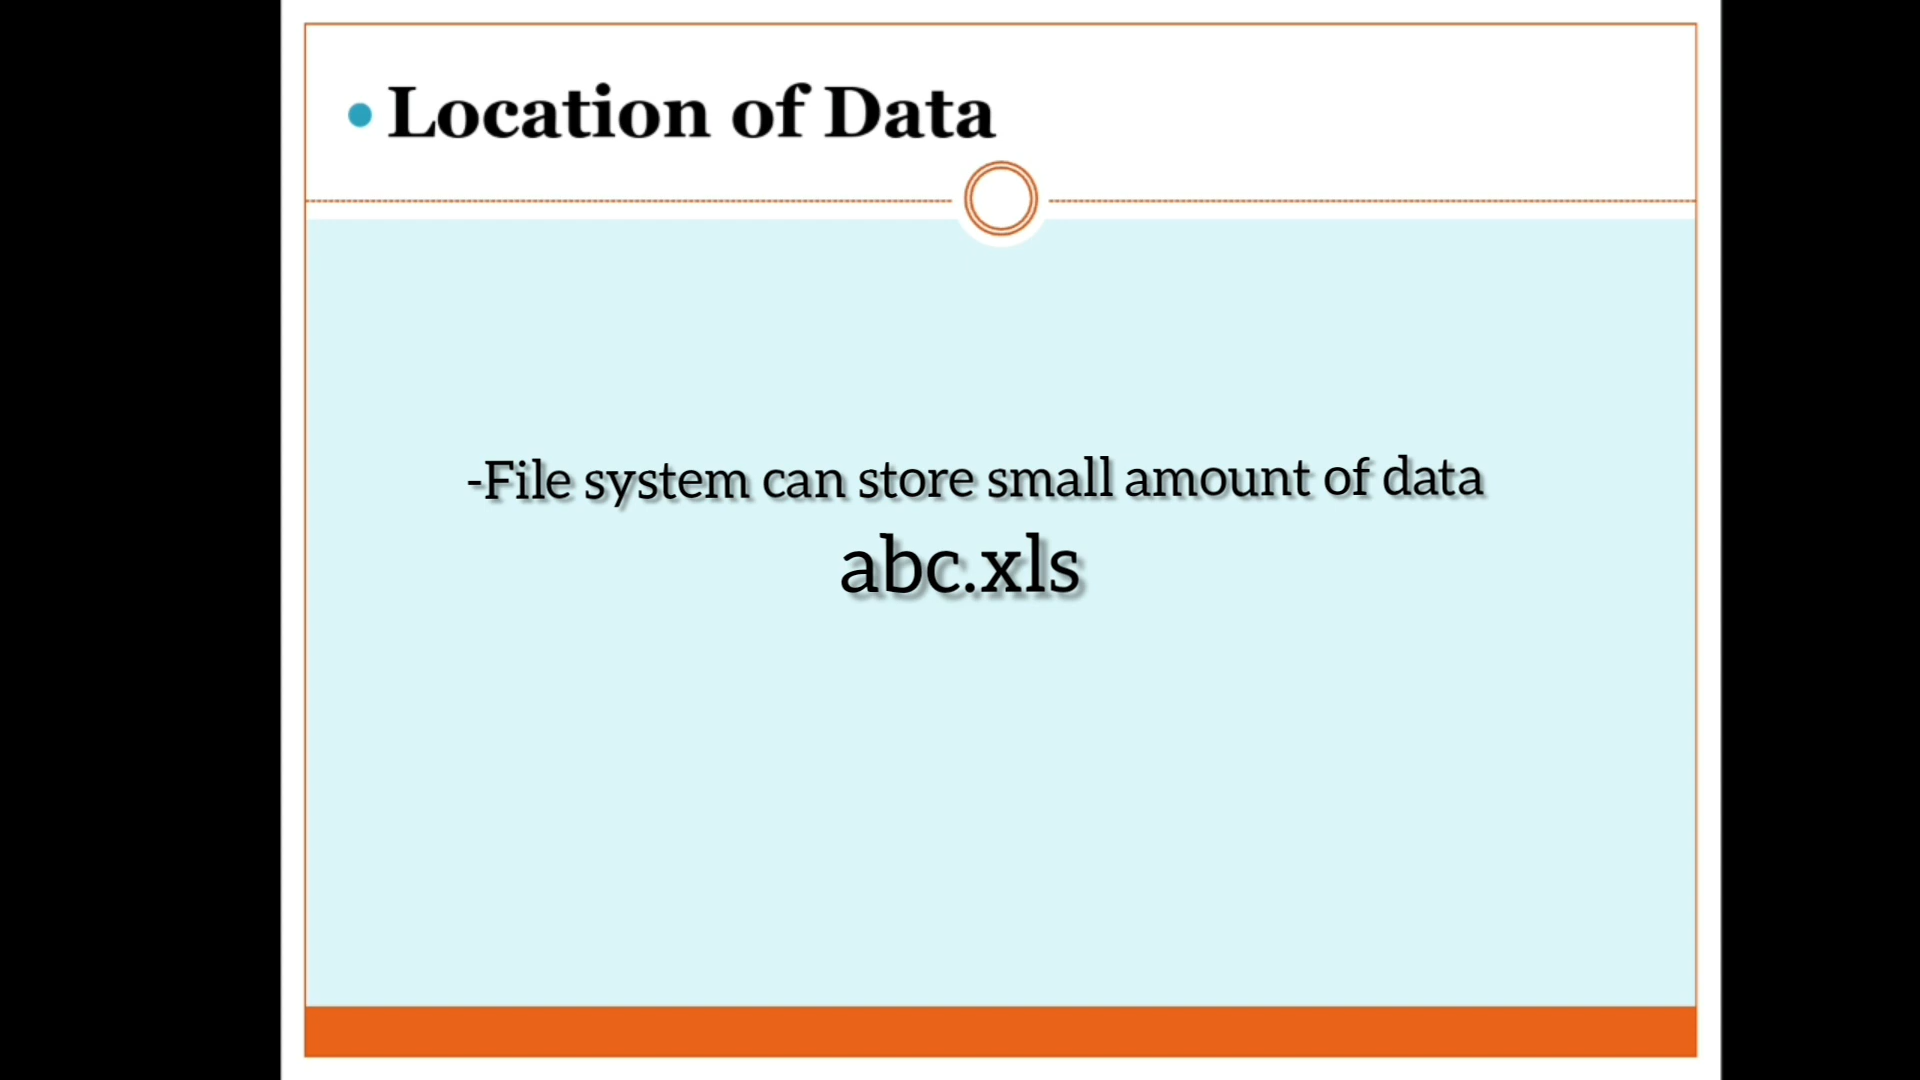 • Location of Data
-File system can store small amount of data
abc.xls